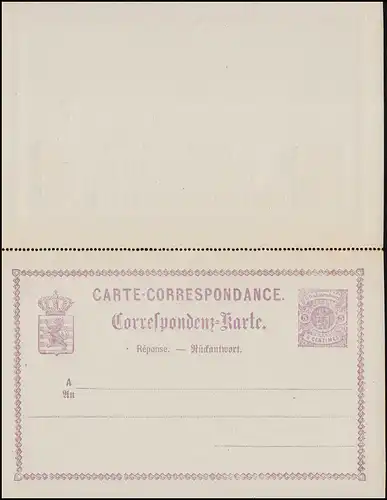 CARTE-CORRESPONDANCE.
Correspondenz-Karte.
Réponse. — Rückantwort.
A
An